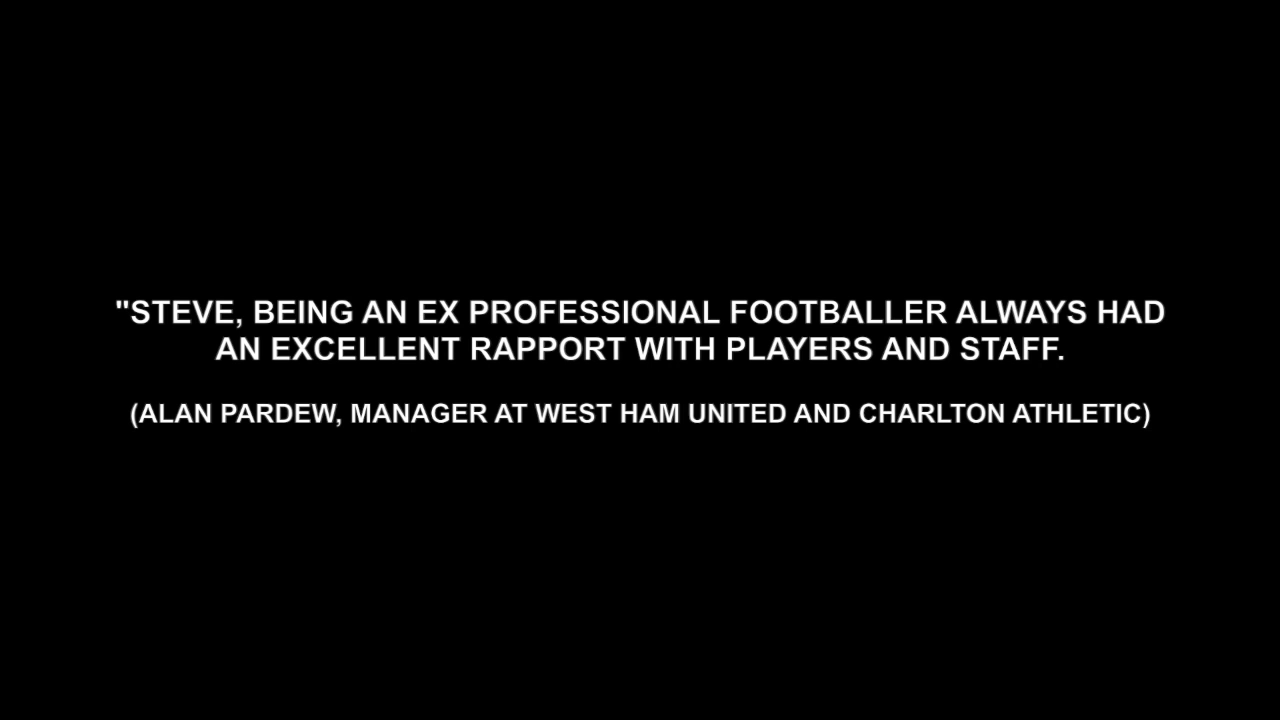 "STEVE, BEING AN EX PROFESSIONAL FOOTBALLER ALWAYS HAD
AN EXCELLENT RAPPORT WITH PLAYERS AND STAFF.
(ALAN PARDEW, MANAGER AT WEST HAM UNITED AND CHARLTON ATHLETIC)